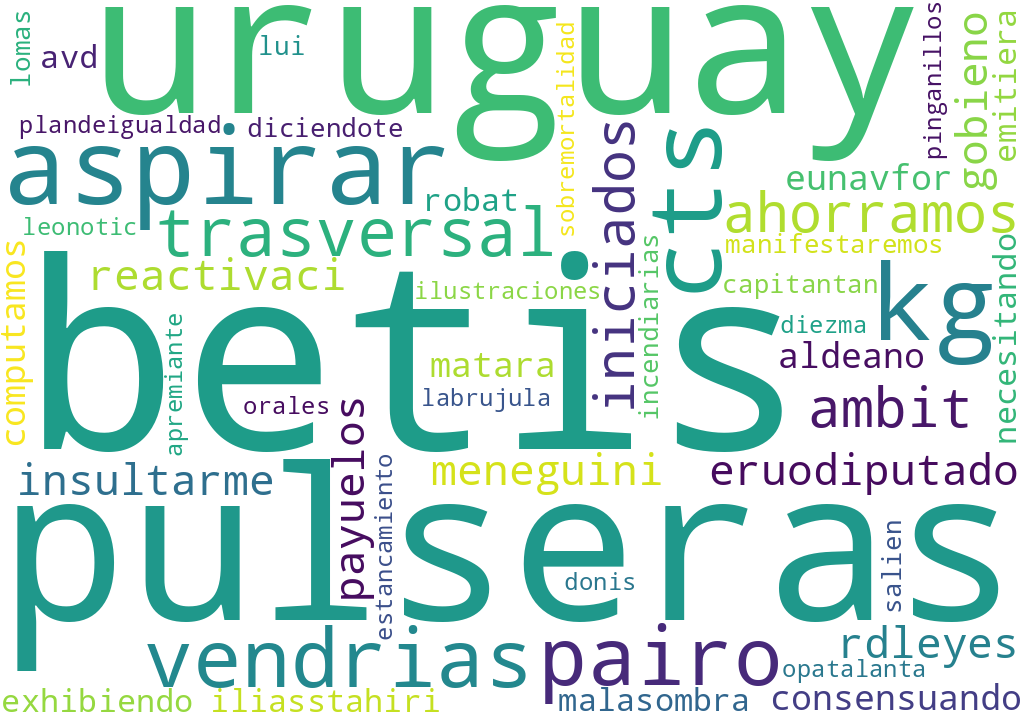 uruguay
lomas
avd
lui
sobremortalidad
pinganillos
gobieno
emitiera
plandeigualdad
diciendote
aspirar
robat
iniciados
cts
eunavfor
ahorramos
leonotic
trasversal
manifestaremos
necesitando
computamos
reactivaci
ilustraciones
incendiarias
capitantan
kg
betis
apremiante
diezma
aldeano
matara
orales
labrujula
ambit
payuelos
insultarme
estancamiento
meneguini
eruodiputado
pulseras
donis
salien
vendrias
pairo
rdleyes
opatalanta
exhibiendo
iliasstahiri
malasombra
consensuando